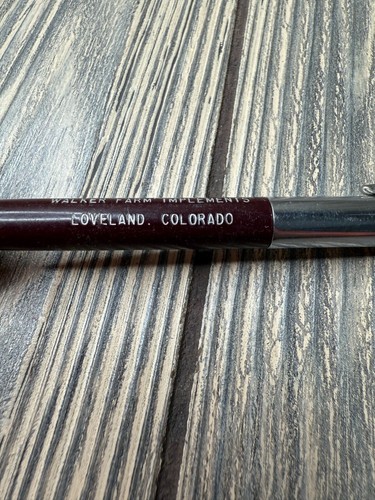 WALKER FARM IMPLEMENTS
LOVELAND, COLORADO